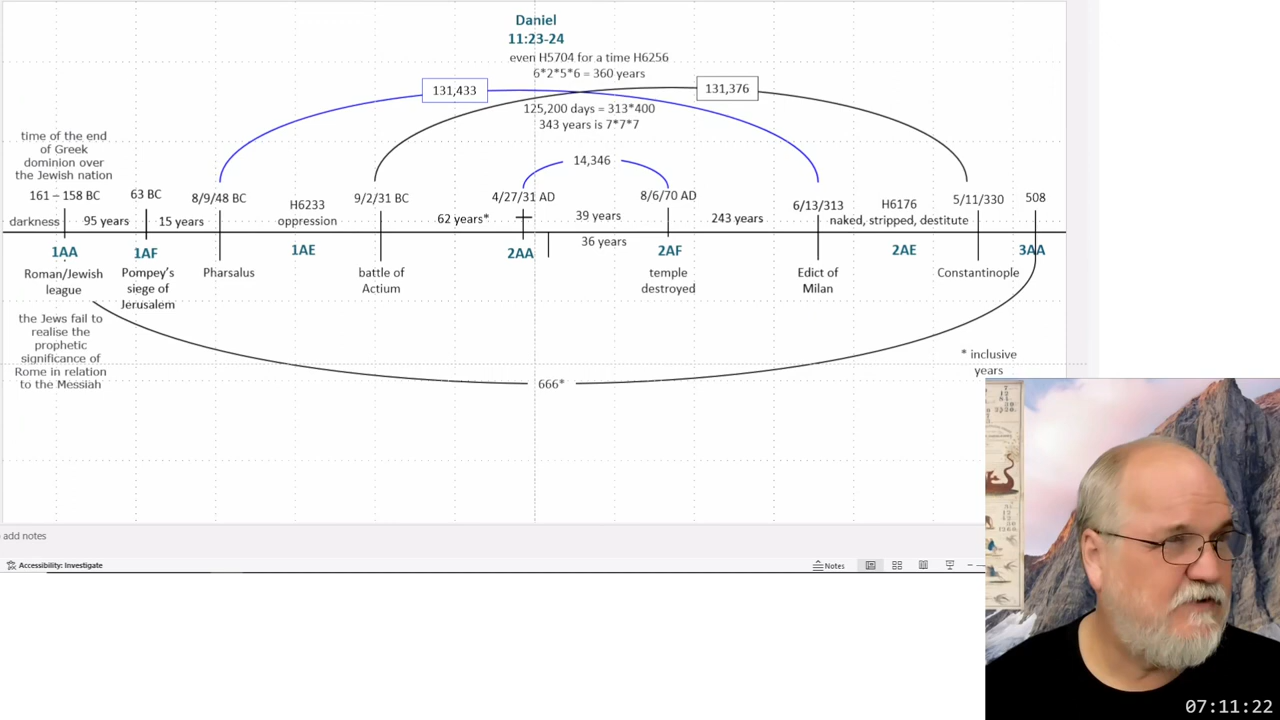 Daniel
11:23-24
even H5704 for a time H6256
6*2*5*6 = 360 years
131,433
131,376
125,200 days = 313*400
343 years is 7*7*7
time of the end
of Greek
dominion over
the Jewish nation
14,346
161 – 158 BC
63 BC
8/9/48 BC
9/2/31 BC
4/27/31 AD
8/6/70 AD
6/13/313
5/11/330
508
darkness
95 years
15 years
H6233
oppression
62 years*
39 years
243 years
H6176
naked, stripped, destitute
36 years
1AA
1AF
1AE
2AA
2AF
2AE
3AA
Roman/Jewish
league
Pompey's
siege of
Jerusalem
Pharsalus
battle of
Actium
temple
destroyed
Edict of
Milan
Constantinople
the Jews fail to
realise the
prophetic
significance of
Rome in relation
to the Messiah
666*
* inclusive
years
add notes
Accessibility: Investigate
Notes
07:11:22